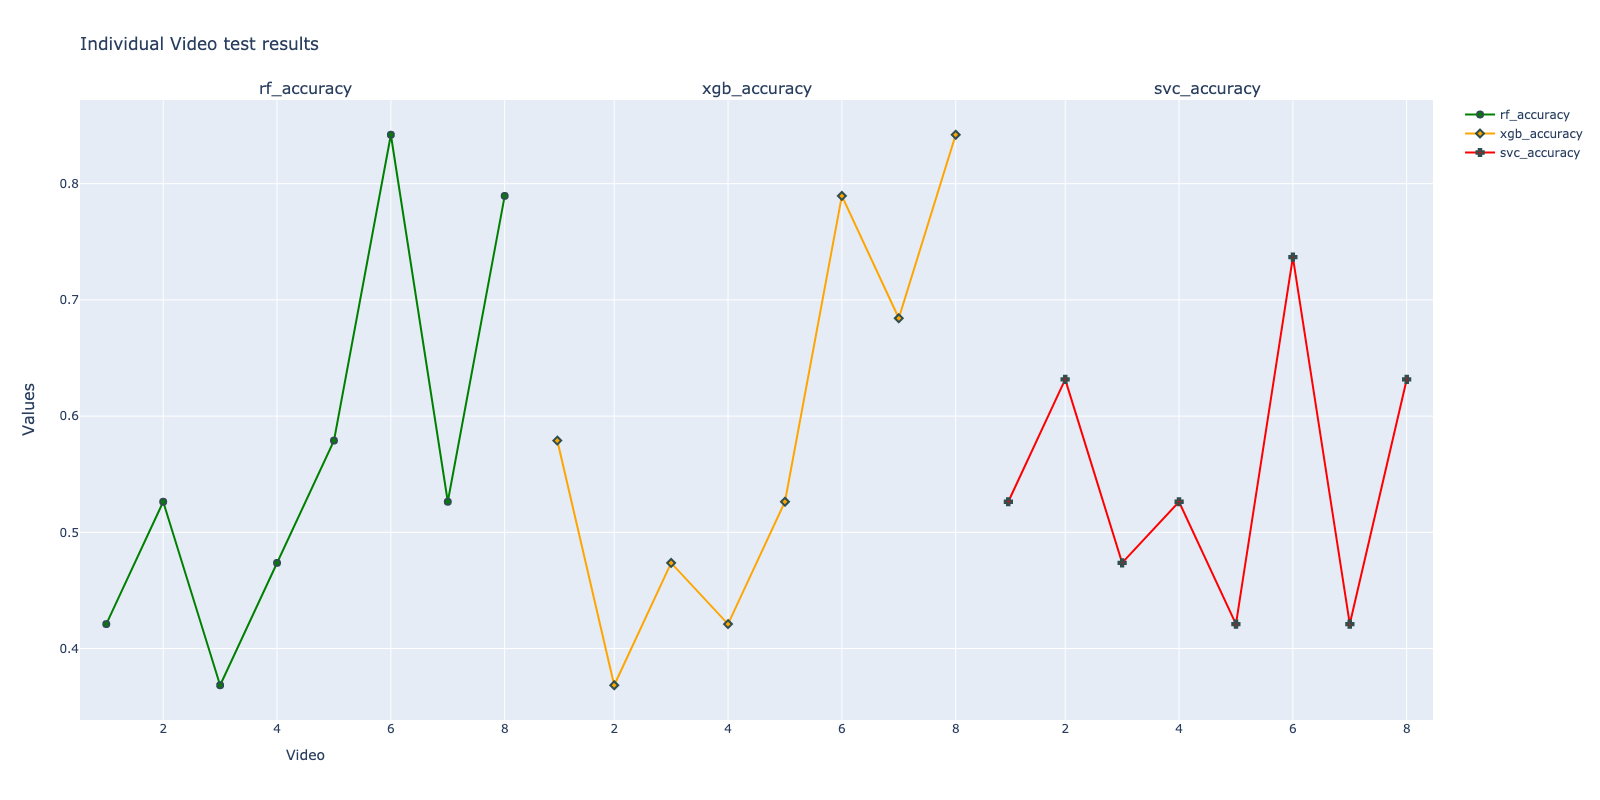 Individual Video test results
rf_accuracy
xgb_accuracy
svc_accuracy
rf_accuracy
xgb_accuracy
svc_accuracy
0.8
0.7
0.6
0.5
0.4
Values
2 4 6 8
2 4 6 8
2 4 6 8
Video